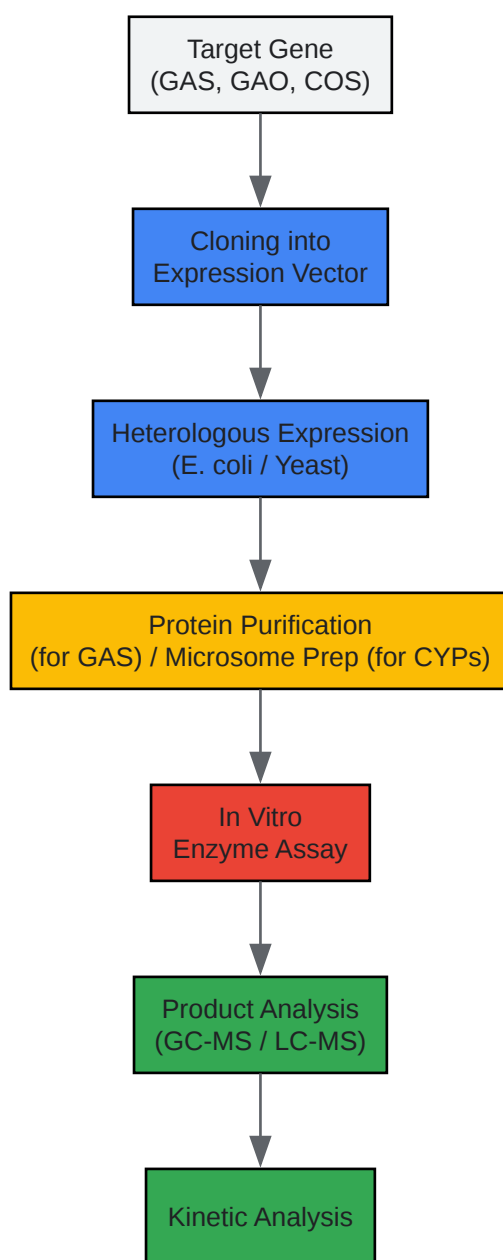 Target Gene
(GAS, GAO, COS)
Cloning into
Expression Vector
Heterologous Expression
(E. coli / Yeast)
Protein Purification
(for GAS) / Microsome Prep (for CYPs)
In Vitro
Enzyme Assay
Product Analysis
(GC-MS / LC-MS)
Kinetic Analysis